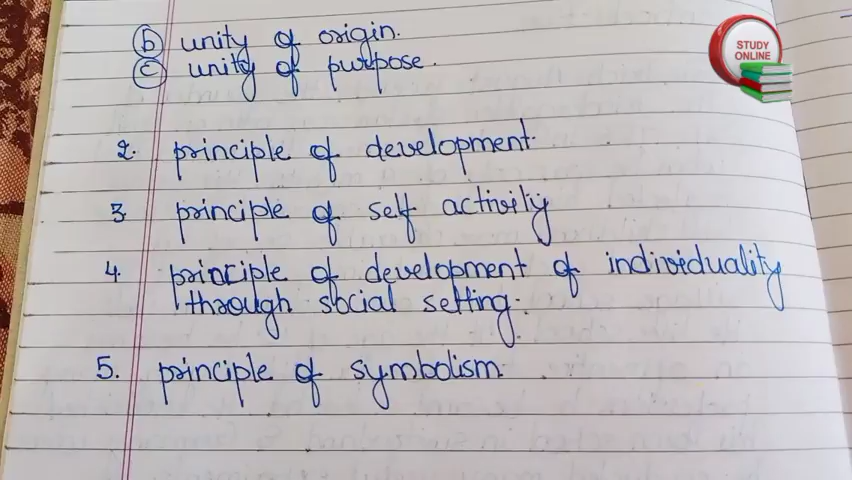 (b) unity of origin.
(c) unity of purpose.
2. principle of development.
3. principle of self activity
4. principle of development of individuality
through social setting.
5. principle of symbolism.
STUDY
ONLINE